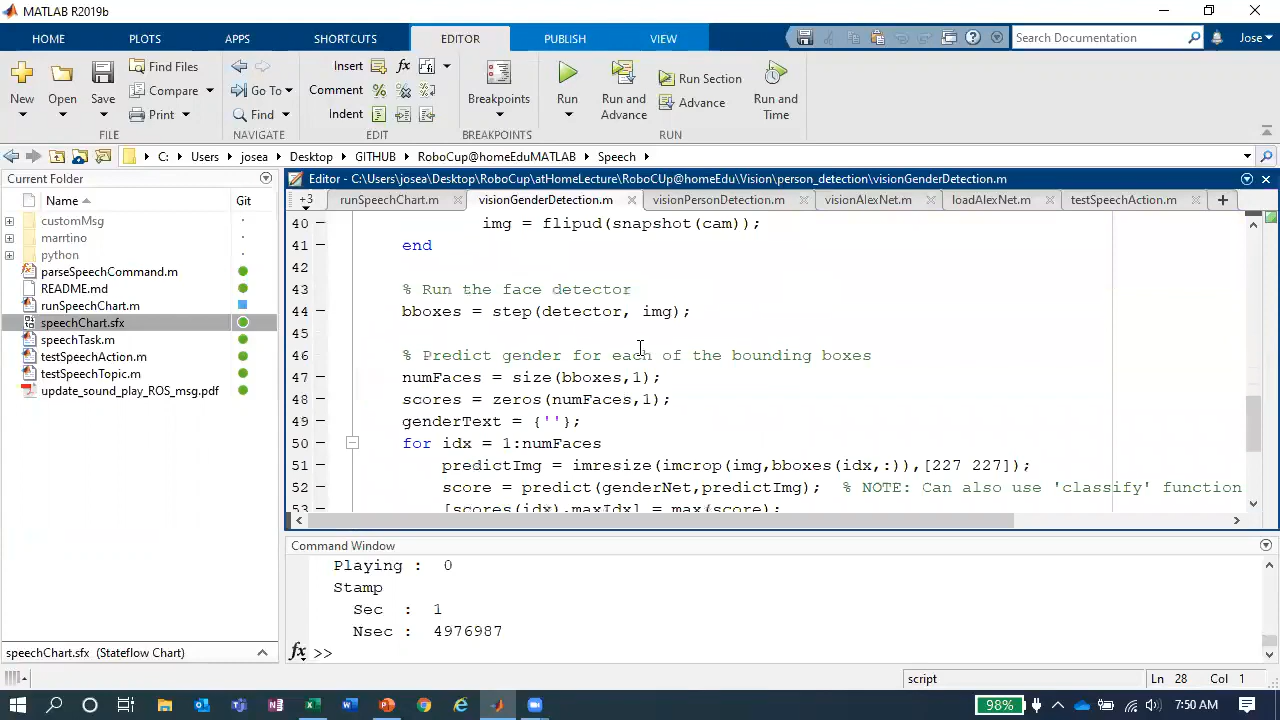 MATLAB R2019b
HOME PLOTS APPS SHORTCUTS EDITOR PUBLISH VIEW Search Documentation Jose
New Open Save Find Files Compare Print Go To Find Insert fx Comment Indent Breakpoints Run Run and Advance Run Section Advance Run and Time
FILE NAVIGATE EDIT BREAKPOINTS RUN
C: Users josea Desktop GITHUB RoboCup@homeEduMATLAB Speech
Current Folder
Name Git
customMsg
marrtino
python
parseSpeechCommand.m
README.md
runSpeechChart.m
speechChart.sfx
speechTask.m
testSpeechAction.m
testSpeechTopic.m
update_sound_play_ROS_msg.pdf
speechChart.sfx (Stateflow Chart)
Editor - C:\Users\josea\Desktop\RoboCup\atHomeLecture\RoboCUp@homeEdu\Vision\person_detection\visionGenderDetection.m
+3 runSpeechChart.m visionGenderDetection.m visionPersonDetection.m visionAlexNet.m loadAlexNet.m testSpeechAction.m
40 img = flipud(snapshot(cam));
41 end
42
43 % Run the face detector
44 bboxes = step(detector, img);
45
46 % Predict gender for each of the bounding boxes
47 numFaces = size(bboxes,1);
48 scores = zeros(numFaces,1);
49 genderText = {''};
50 for idx = 1:numFaces
51 predictImg = imresize(imcrop(img,bboxes(idx,:)),[227 227]);
52 score = predict(genderNet,predictImg); % NOTE: Can also use 'classify' function
53 [scores(idx),maxIdx] = max(score);
Command Window
Playing : 0
Stamp
Sec : 1
Nsec : 4976987
fx >>
script Ln 28 Col 1
98% 7:50 AM